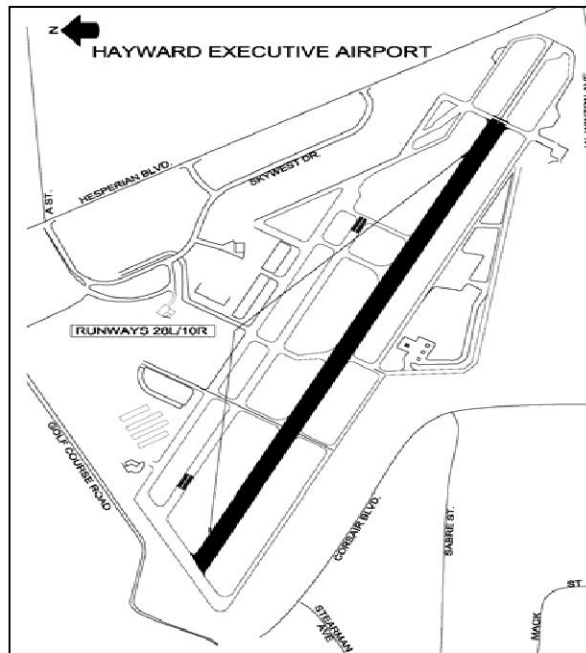 N
HAYWARD EXECUTIVE AIRPORT
HESPERIAN BLVD.
SKYWEST DR.
A ST.
RUNWAYS 28L/10R
GOLF COURSE ROAD
CORSAIR BLVD.
SABRE ST.
STEARMAN
AVE
MACK
ST.